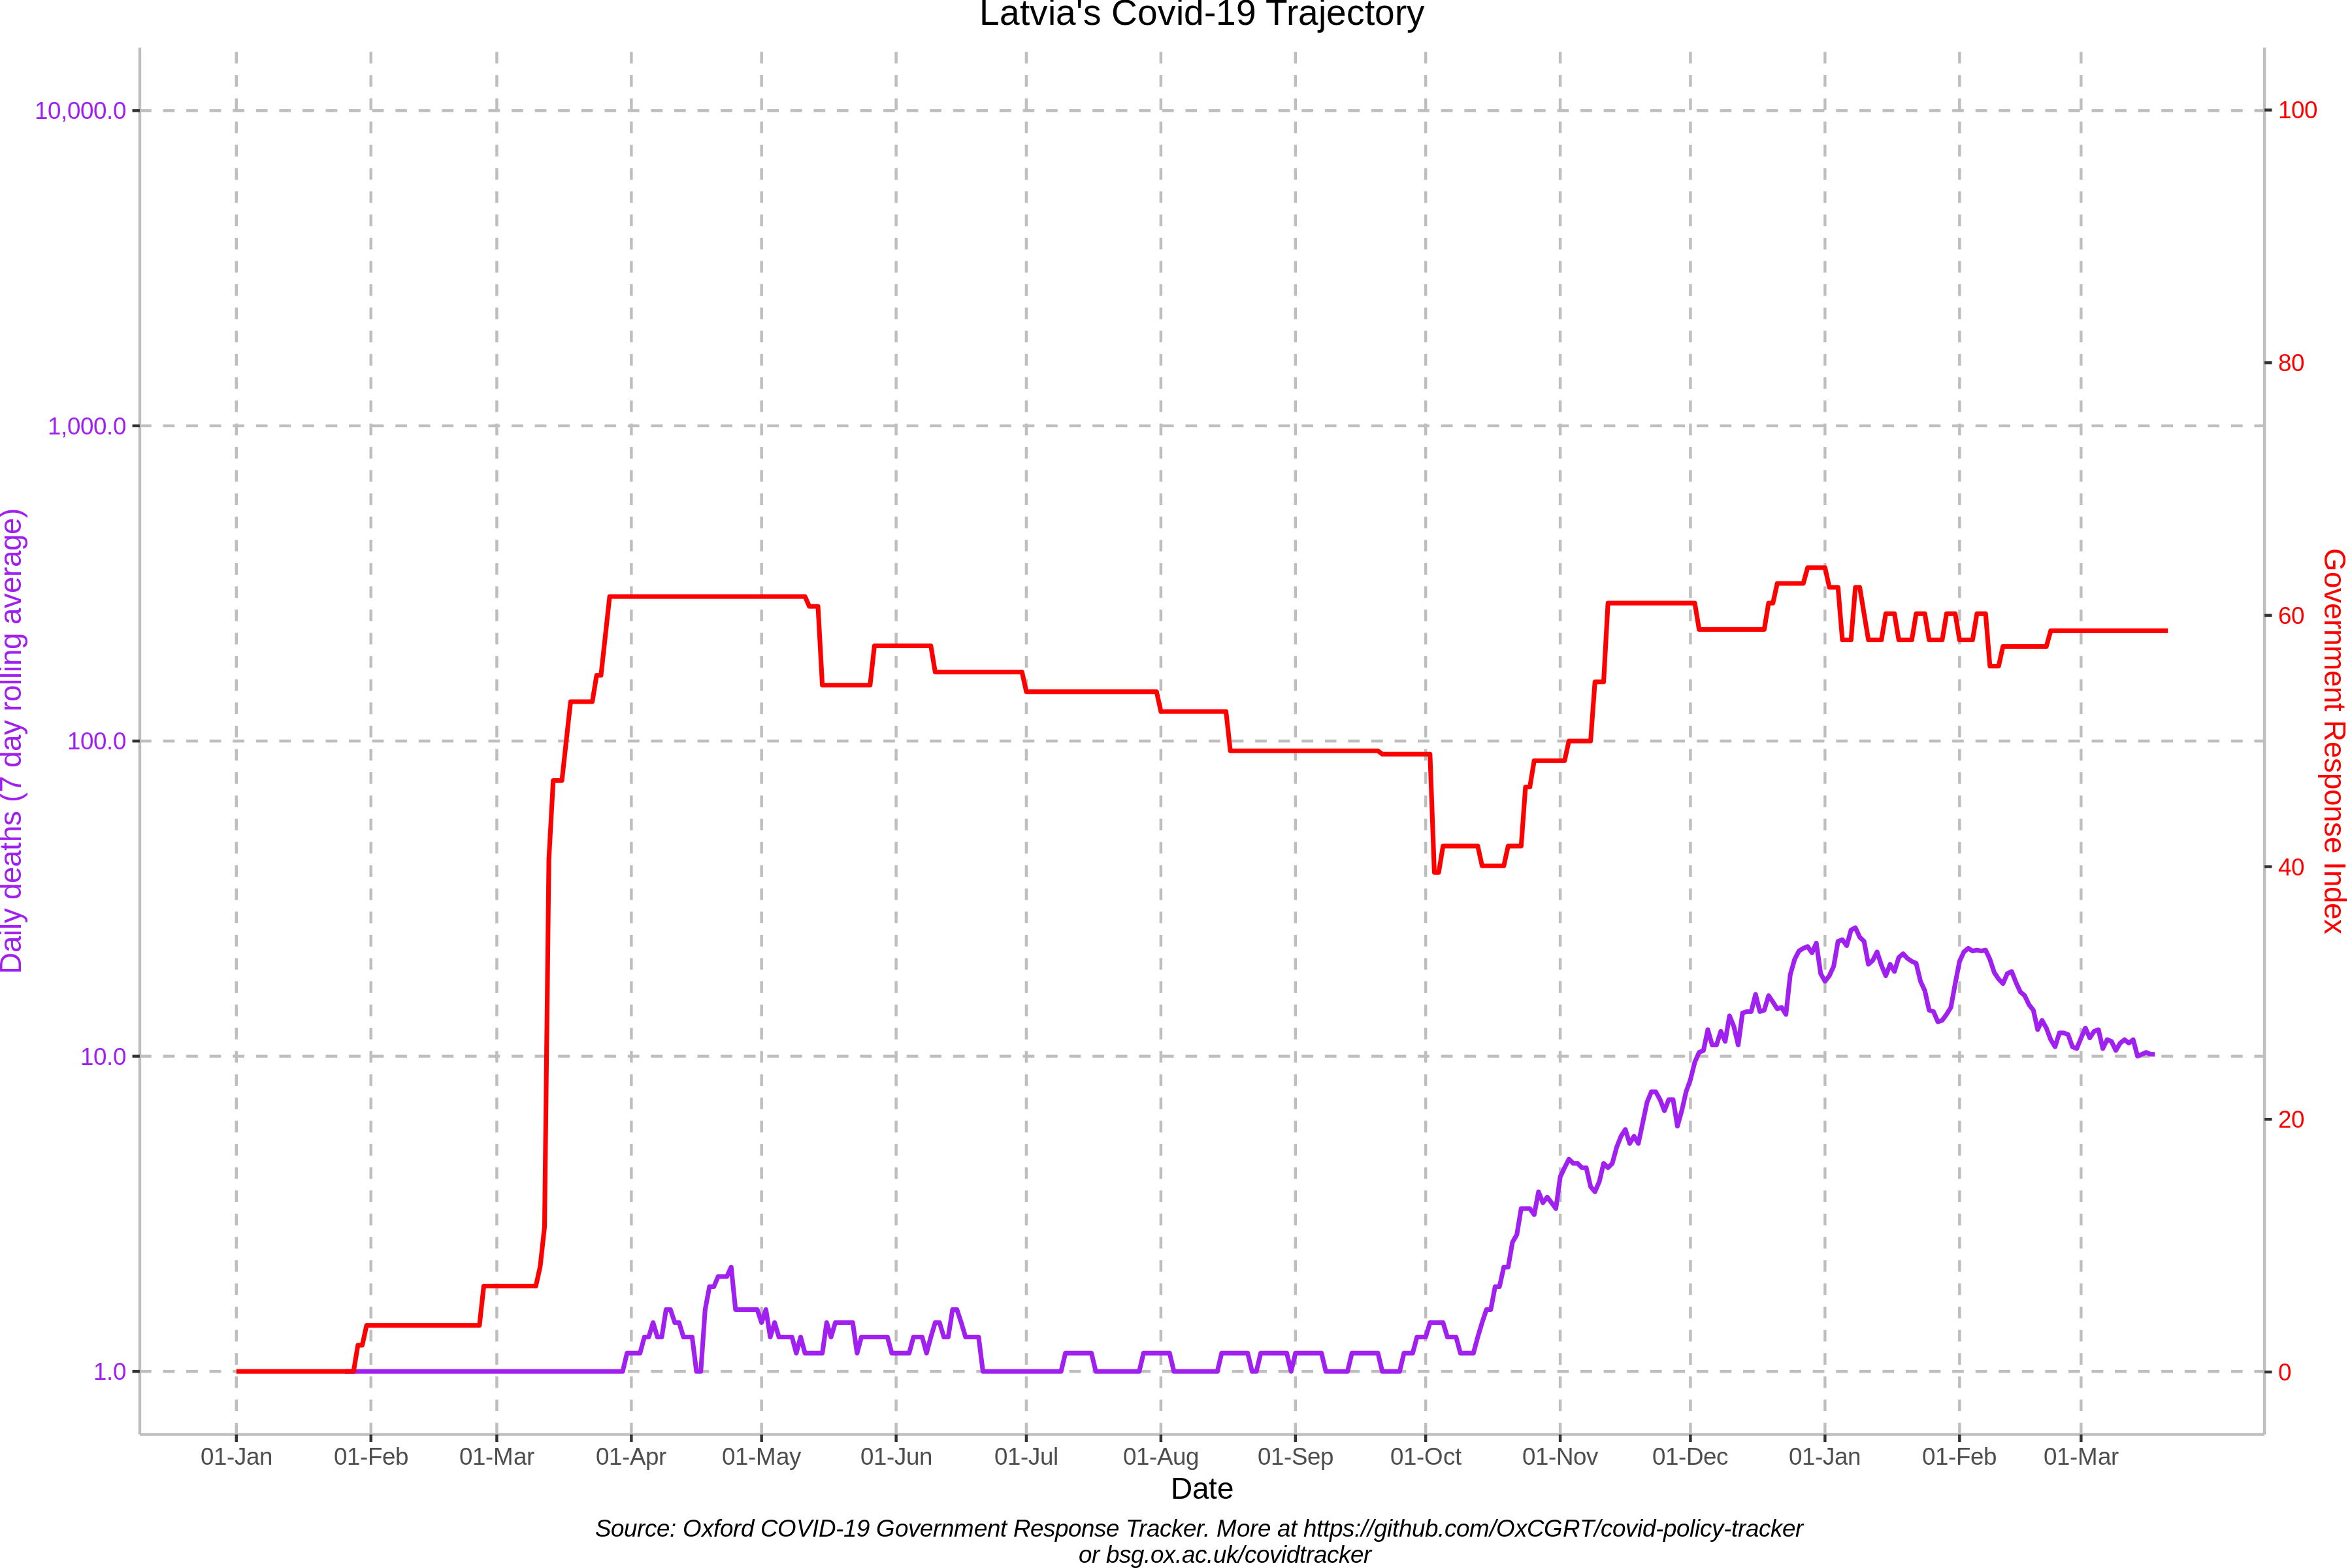 Latvia's Covid-19 Trajectory
10,000.0
1,000.0
100.0
10.0
1.0
Daily deaths (7 day rolling average)
100
80
60
40
20
0
Government Response Index
01-Jan 01-Feb 01-Mar 01-Apr 01-May 01-Jun 01-Jul 01-Aug 01-Sep 01-Oct 01-Nov 01-Dec 01-Jan 01-Feb 01-Mar
Date
Source: Oxford COVID-19 Government Response Tracker. More at https://github.com/OxCGRT/covid-policy-tracker
or bsg.ox.ac.uk/covidtracker